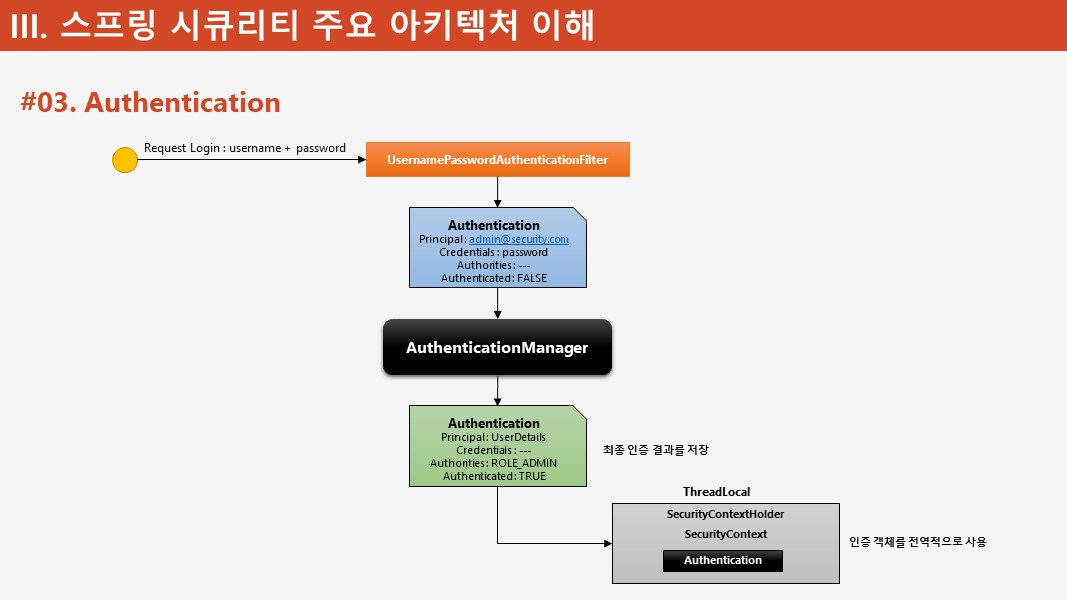 III. 스프링 시큐리티 주요 아키텍처 이해
#03. Authentication
Request Login : username + password
UsernamePasswordAuthenticationFilter
Authentication
Principal: admin@security.com
Credentials : password
Authorities : ---
Authenticated: FALSE
AuthenticationManager
Authentication
Principal: UserDetails
Credentials : ---
Authorities: ROLE_ADMIN
Authenticated: TRUE
최종 인증 결과를 저장
ThreadLocal
SecurityContextHolder
SecurityContext
Authentication
인증 객체를 전역적으로 사용